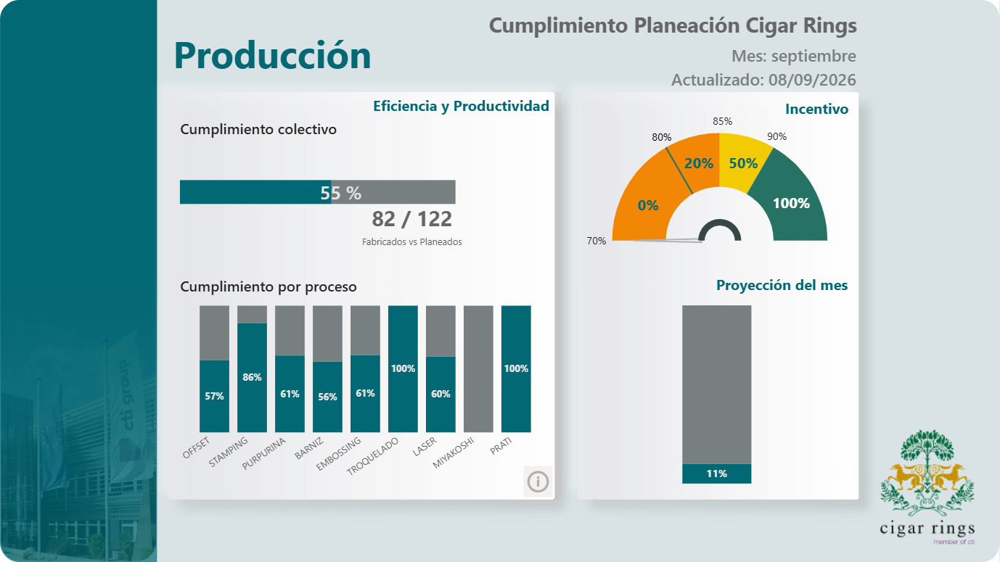 Cumplimiento Planeación Cigar Rings
Producción
Mes: septiembre
Actualizado: 08/09/2026
Eficiencia y Productividad
Cumplimiento colectivo
55 %
82 / 122
Fabricados vs Planeados
Cumplimiento por proceso
57%
86%
61%
56%
61%
100%
60%
100%
OFFSET
STAMPING
PURPURINA
BARNIZ
EMBOSSING
TROQUELADO
LASER
MIYAKOSHI
PRATI
Incentivo
70%
80%
85%
90%
0%
20%
50%
100%
Proyección del mes
11%
cti group
cigar rings
member of cti